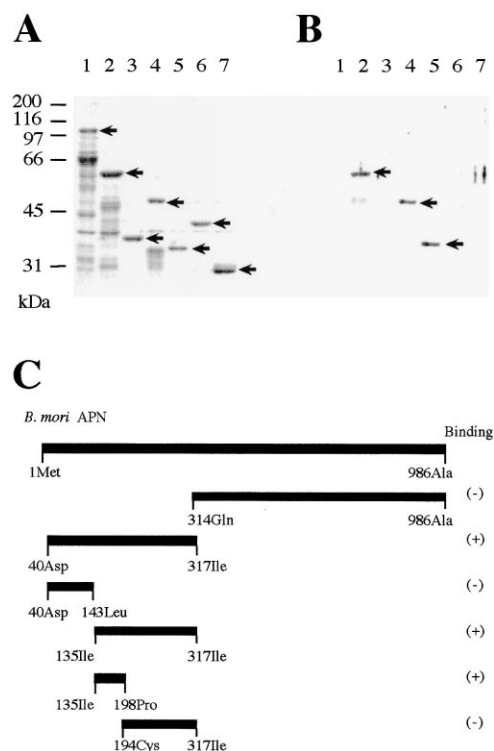 A
B
1 2 3 4 5 6 7
1 2 3 4 5 6 7
200
116
97
66
45
31
kDa
C
B. mori APN
Binding
1Met 986Ala
(-)
314Gln 986Ala
(+)
40Asp 317Ile
(-)
40Asp 143Leu
(+)
135Ile 317Ile
(+)
135Ile 198Pro
(-)
194Cys 317Ile